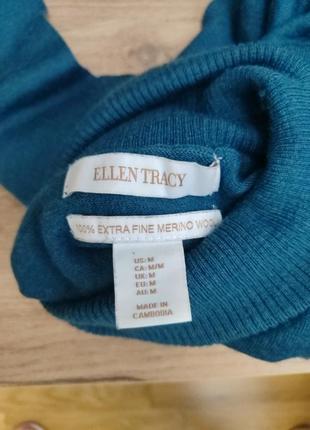 ELLEN TRACY
100% EXTRA FINE MERINO WOOL
US: M
CA: M/M
UK: M
EU: M
AU: M
MADE IN
CAMBODIA